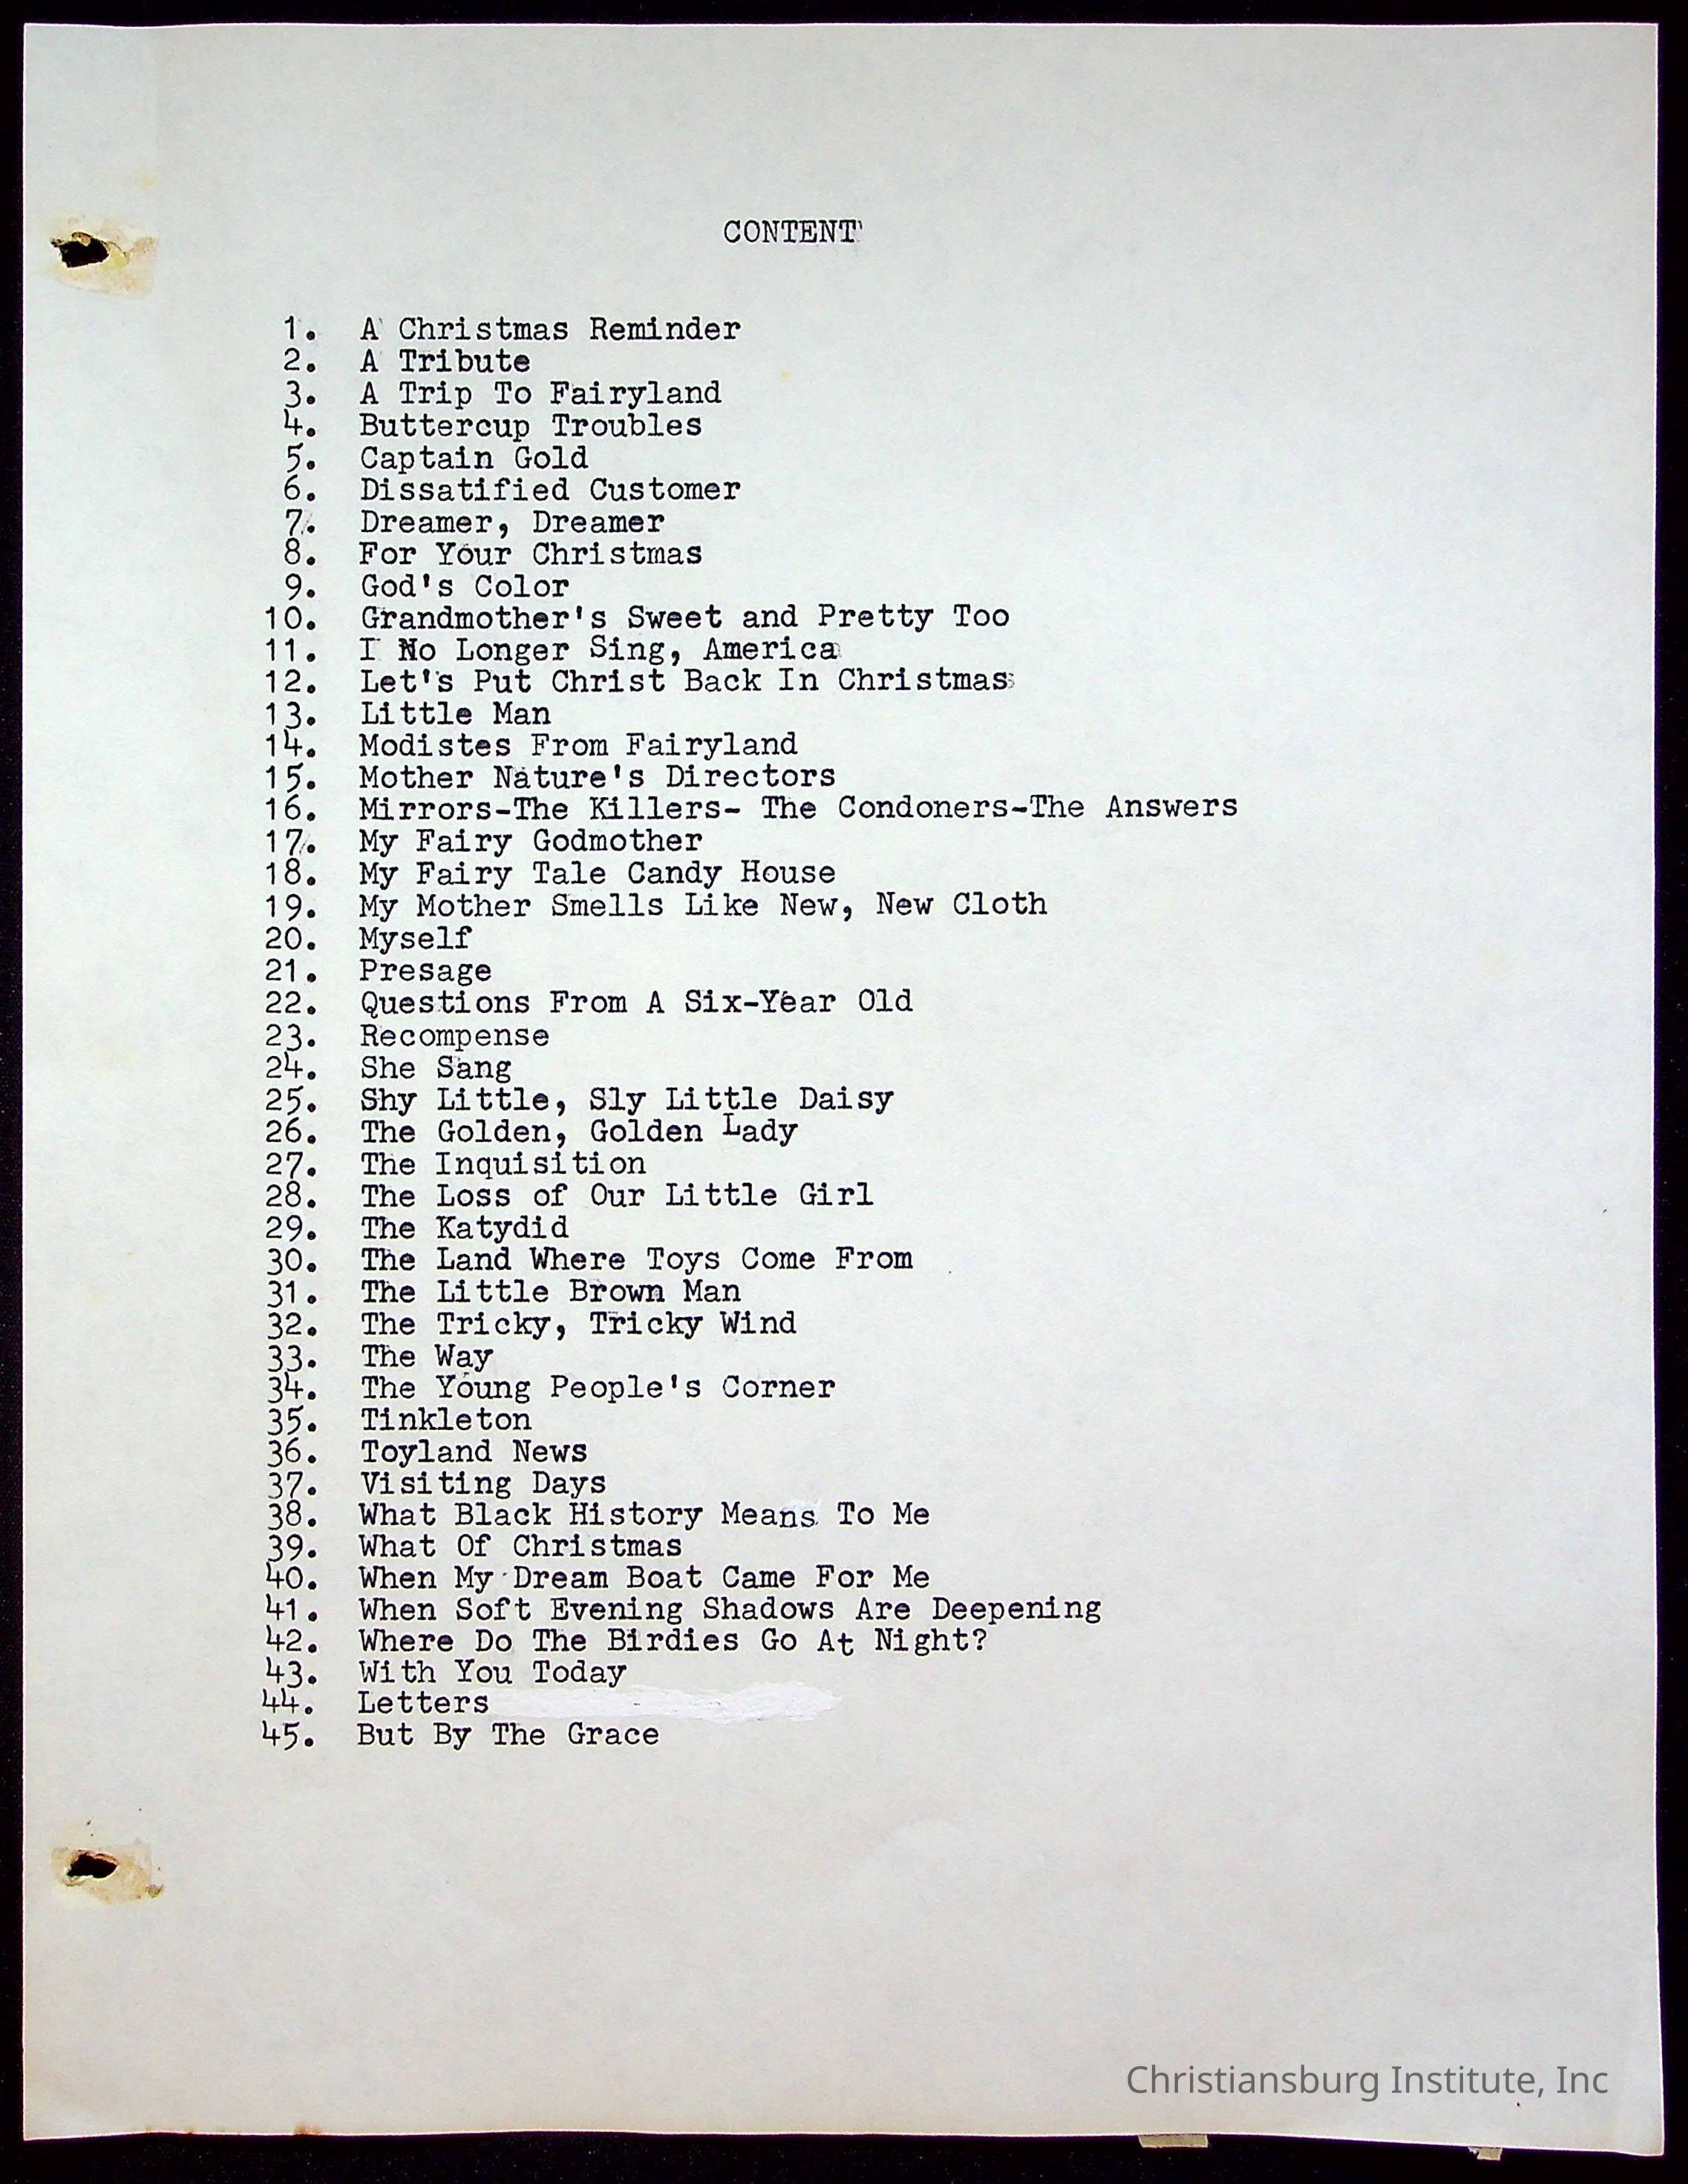 CONTENT
1. A Christmas Reminder
2. A Tribute
3. A Trip To Fairyland
4. Buttercup Troubles
5. Captain Gold
6. Dissatified Customer
7. Dreamer, Dreamer
8. For Your Christmas
9. God's Color
10. Grandmother's Sweet and Pretty Too
11. I No Longer Sing, America
12. Let's Put Christ Back In Christmas
13. Little Man
14. Modistes From Fairyland
15. Mother Nature's Directors
16. Mirrors-The Killers- The Condoners-The Answers
17. My Fairy Godmother
18. My Fairy Tale Candy House
19. My Mother Smells Like New, New Cloth
20. Myself
21. Presage
22. Questions From A Six-Year Old
23. Recompense
24. She Sang
25. Shy Little, Sly Little Daisy
26. The Golden, Golden Lady
27. The Inquisition
28. The Loss of Our Little Girl
29. The Katydid
30. The Land Where Toys Come From
31. The Little Brown Man
32. The Tricky, Tricky Wind
33. The Way
34. The Young People's Corner
35. Tinkleton
36. Toyland News
37. Visiting Days
38. What Black History Means To Me
39. What Of Christmas
40. When My Dream Boat Came For Me
41. When Soft Evening Shadows Are Deepening
42. Where Do The Birdies Go At Night?
43. With You Today
44. Letters
45. But By The Grace
Christiansburg Institute, Inc